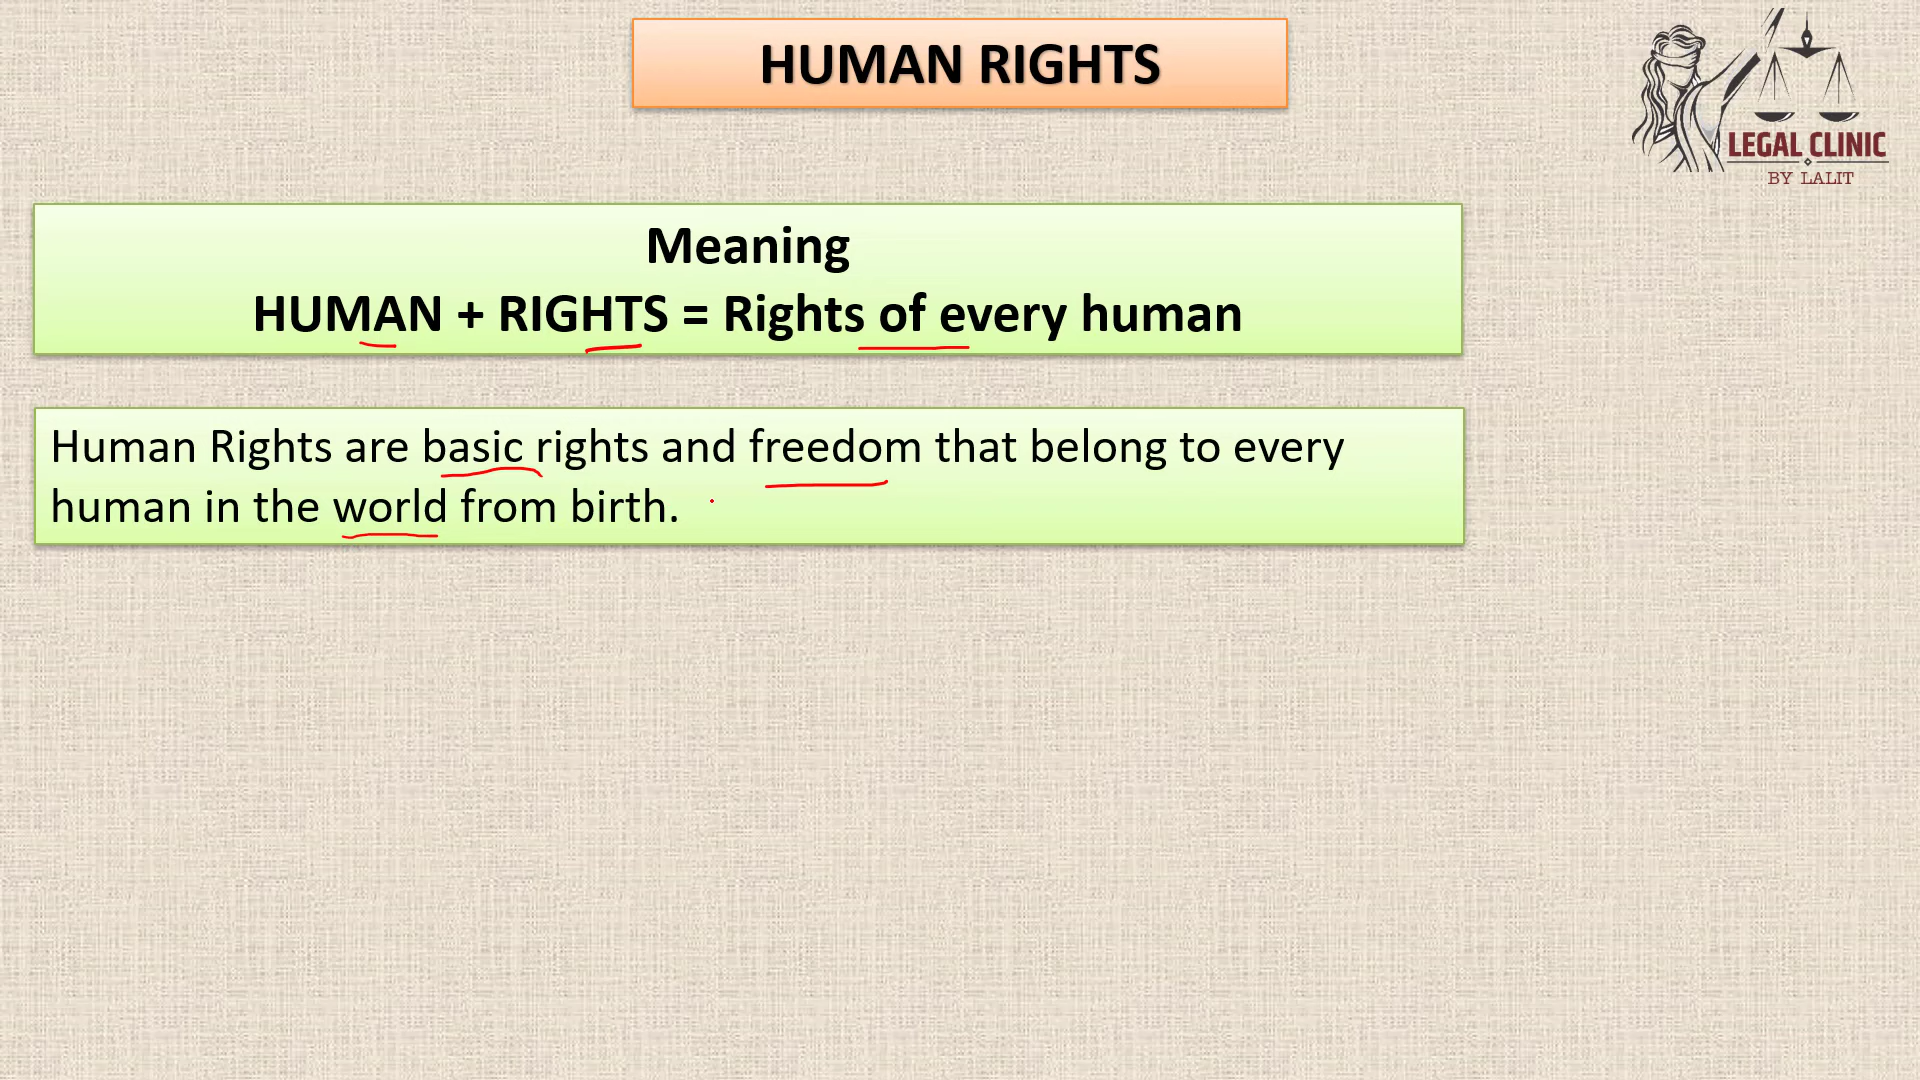 HUMAN RIGHTS
LEGAL CLINIC
BY LALIT
Meaning
HUMAN + RIGHTS = Rights of every human
Human Rights are basic rights and freedom that belong to every
human in the world from birth.